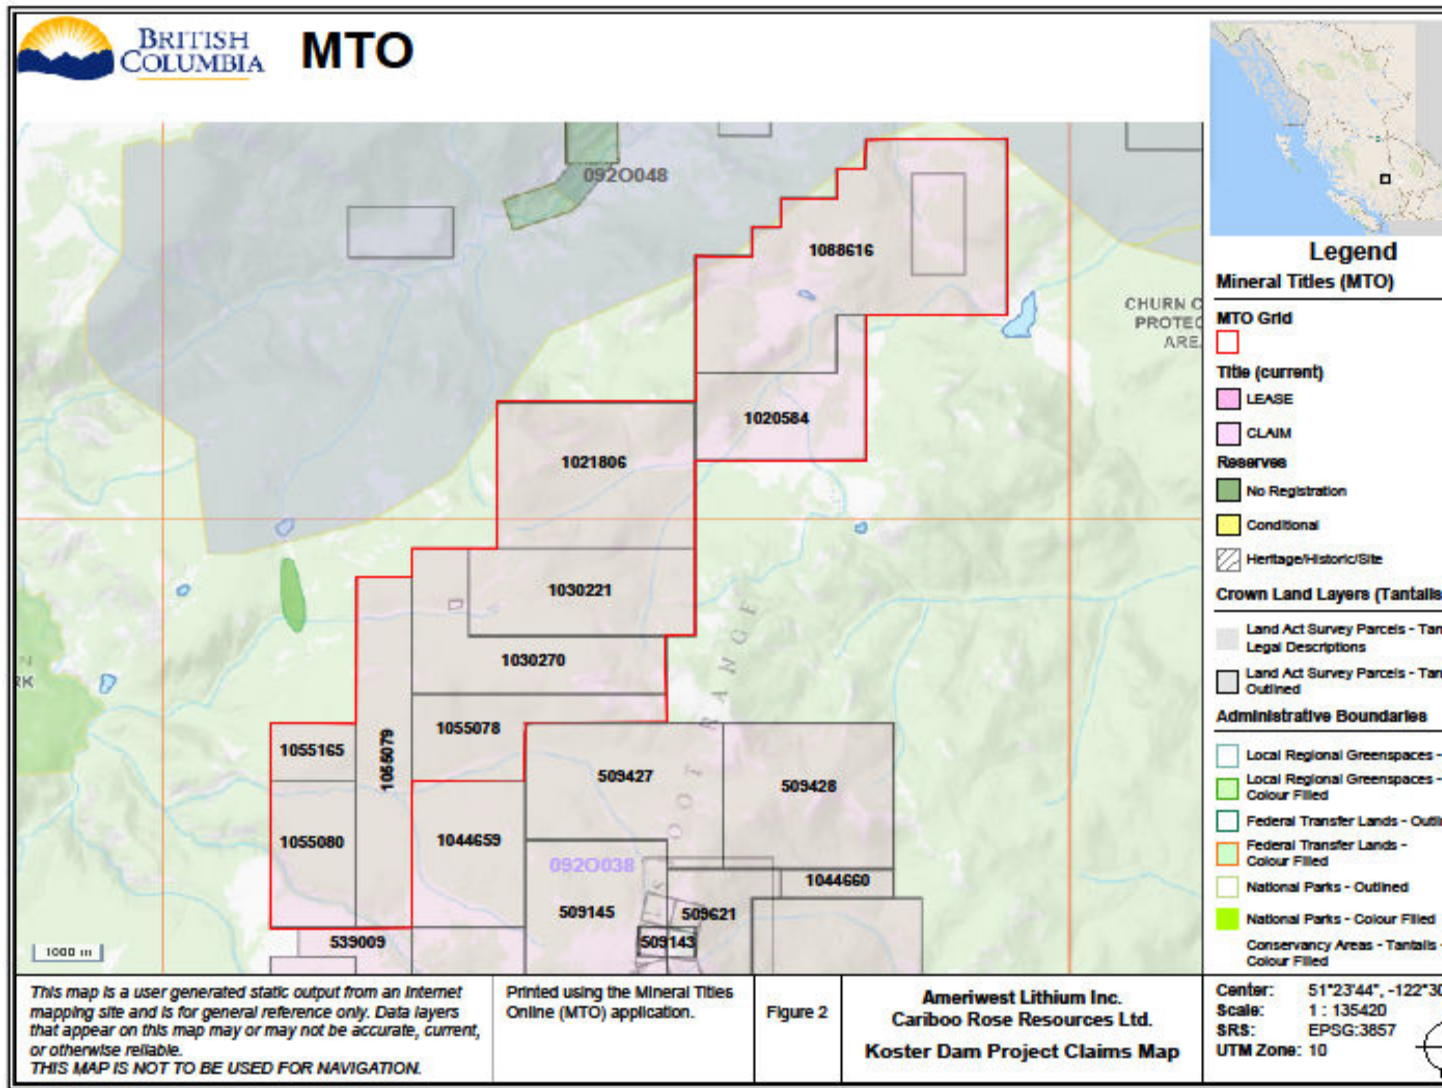 BRITISH
COLUMBIA
MTO
092O048
1088616
CHURN C
PROTEC
AREA
1020584
1021806
1030221
1030270
RANGE
1055165
1055079
1055078
509427
509428
1055080
1044659
092O038
1044660
509145
509621
539009
509143
1000 m
Legend
Mineral Titles (MTO)
MTO Grid
Title (current)
LEASE
CLAIM
Reserves
No Registration
Conditional
Heritage/Historic/Site
Crown Land Layers (Tantalis
Land Act Survey Parcels - Tan
Legal Descriptions
Land Act Survey Parcels - Tan
Outlined
Administrative Boundaries
Local Regional Greenspaces -
Local Regional Greenspaces -
Colour Filled
Federal Transfer Lands - Outli
Federal Transfer Lands -
Colour Filled
National Parks - Outlined
National Parks - Colour Filled
Conservancy Areas - Tantalis -
Colour Filled
This map is a user generated static output from an Internet
mapping site and is for general reference only. Data layers
that appear on this map may or may not be accurate, current,
or otherwise reliable.
THIS MAP IS NOT TO BE USED FOR NAVIGATION.
Printed using the Mineral Titles
Online (MTO) application.
Figure 2
Ameriwest Lithium Inc.
Cariboo Rose Resources Ltd.
Koster Dam Project Claims Map
Center: 51°23'44", -122°30
Scale: 1 : 135420
SRS: EPSG:3857
UTM Zone: 10